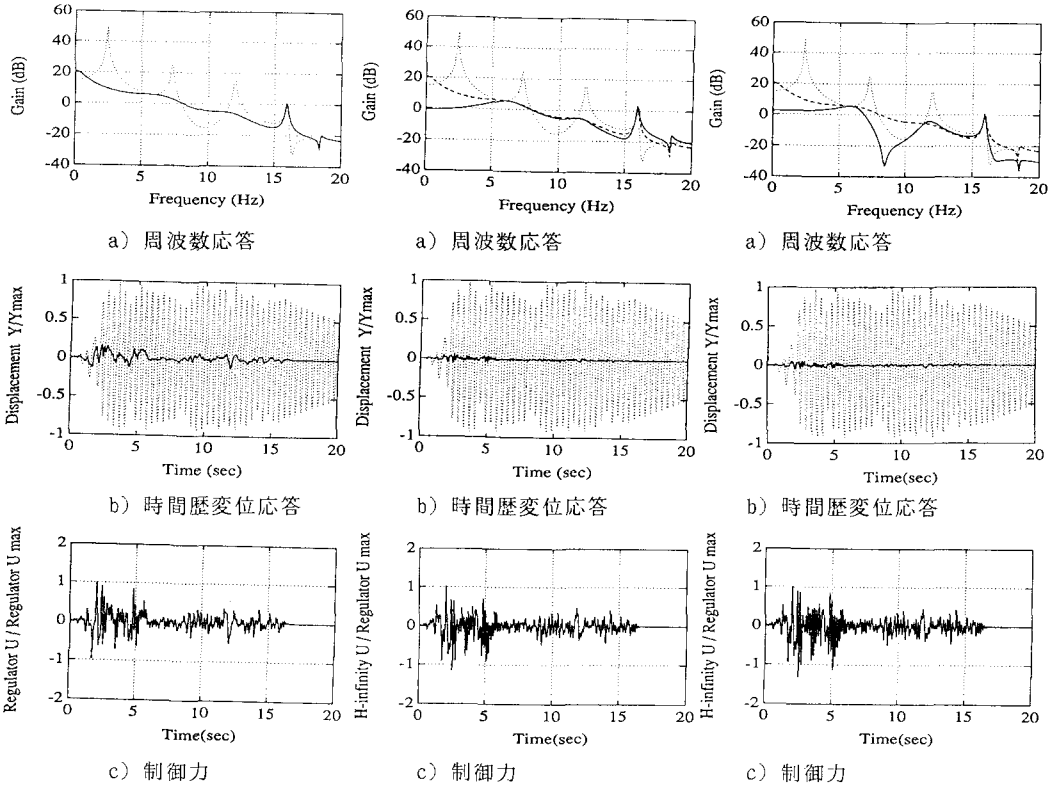 60
40
20
0
-20
-40
Gain (dB)
0 5 10 15 20
Frequency (Hz)
a) 周波数応答
60
40
20
0
-20
-40
Gain (dB)
0 5 10 15 20
Frequency (Hz)
a) 周波数応答
60
40
20
0
-20
-40
Gain (dB)
0 5 10 15 20
Frequency (Hz)
a) 周波数応答
1
0.5
0
-0.5
-1
Displacement Y/Ymax
0 5 10 15 20
Time (sec)
b) 時間歴変位応答
1
0.5
0
-0.5
-1
Displacement Y/Ymax
0 5 10 15 20
Time (sec)
b) 時間歴変位応答
1
0.5
0
-0.5
-1
Displacement Y/Ymax
0 5 10 15 20
Time(sec)
b) 時間歴変位応答
2
1
0
-1
-2
Regulator U / Regulator U max
0 5 10 15 20
Time(sec)
c) 制御力
2
1
0
-1
-2
H-infinity U / Regulator U max
0 5 10 15 20
Time(sec)
c) 制御力
2
1
0
-1
-2
H-infinity U / Regulator U max
0 5 10 15 20
Time(sec)
c) 制御力